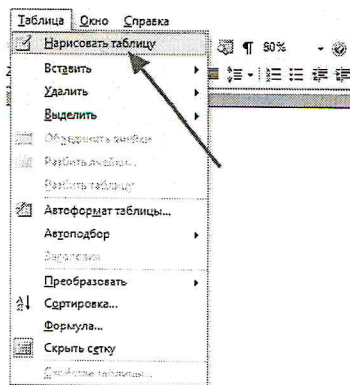 Таблица Окно Справка
Нарисовать таблицу
¶ 80%
Вставить
Удалить
Выделить
Объединить ячейки
Разбить ячейки...
Разбить таблицу
Автоформат таблицы...
Автоподбор
Заголовки
Преобразовать
Сортировка...
Формула...
Скрыть сетку
Свойства таблицы...